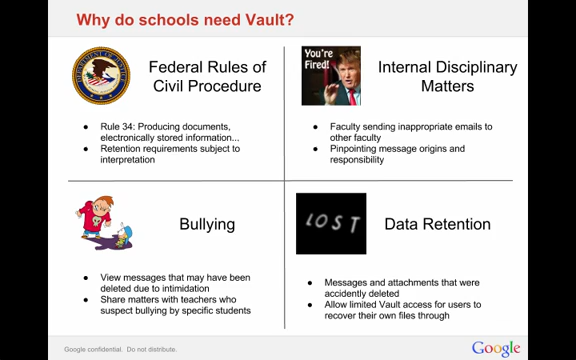 Why do schools need Vault?
Federal Rules of
Civil Procedure
● Rule 34: Producing documents,
electronically stored information...
● Retention requirements subject to
interpretation
You're
Fired!
Internal Disciplinary
Matters
● Faculty sending inappropriate emails to
other faculty
● Pinpointing message origins and
responsibility
Bullying
● View messages that may have been
deleted due to intimidation
● Share matters with teachers who
suspect bullying by specific students
LOST
Data Retention
● Messages and attachments that were
accidently deleted
● Allow limited Vault access for users to
recover their own files through
Google confidential. Do not distribute.
Google